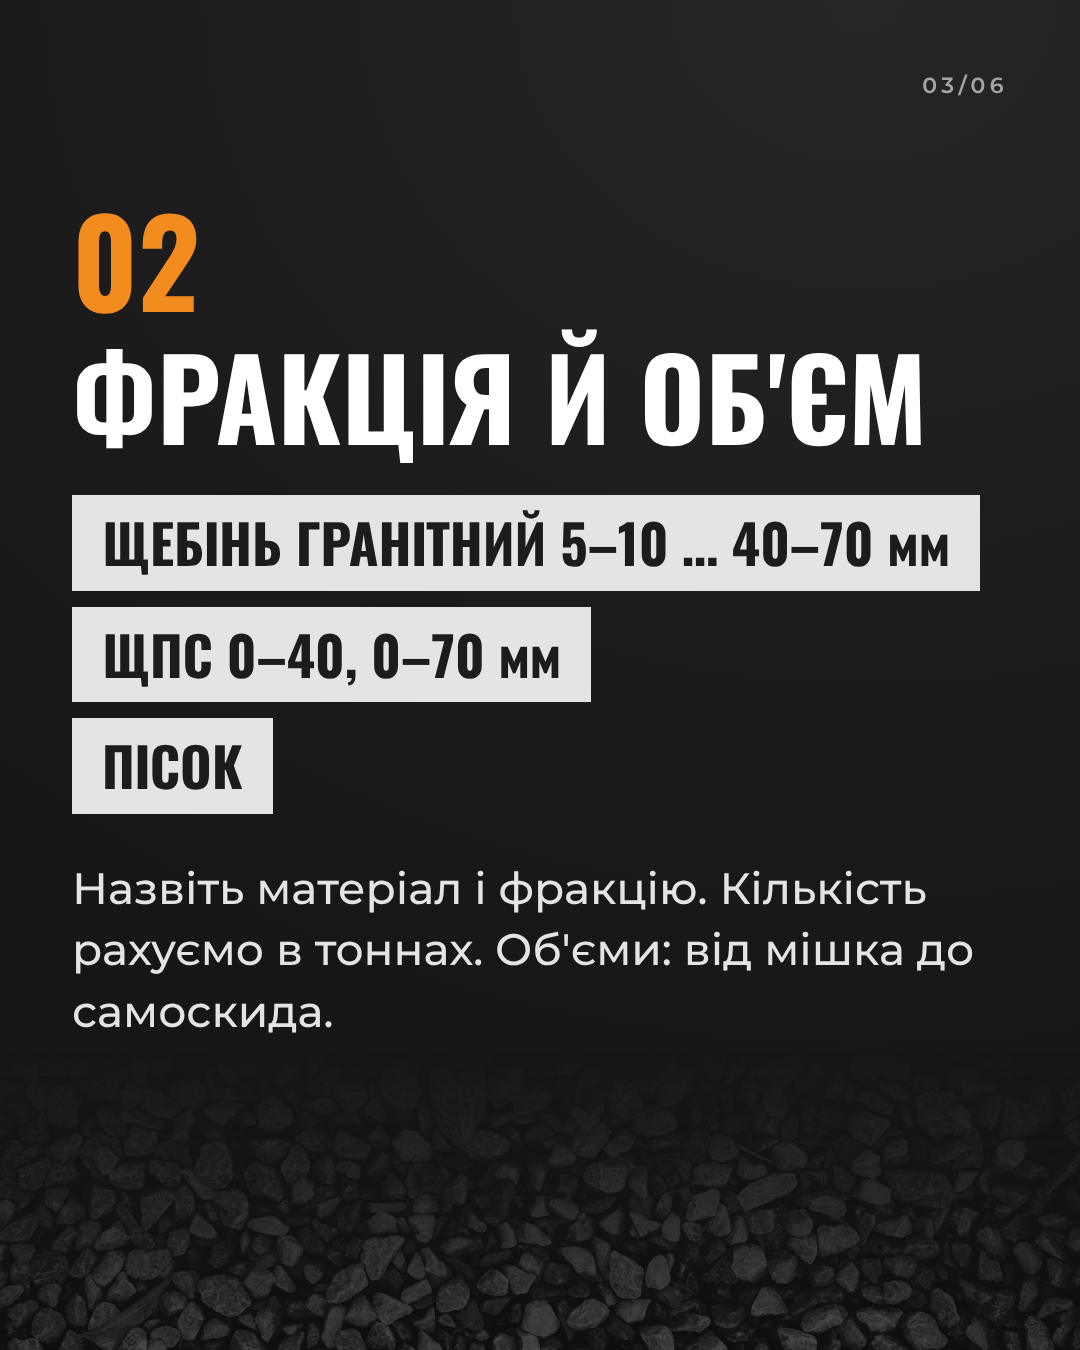 03/06
02
ФРАКЦІЯ Й ОБ'ЄМ
ЩЕБІНЬ ГРАНІТНИЙ 5–10 ... 40–70 мм
ЩПС 0–40, 0–70 мм
ПІСОК
Назвіть матеріал і фракцію. Кількість
рахуємо в тоннах. Об'єми: від мішка до
самоскида.